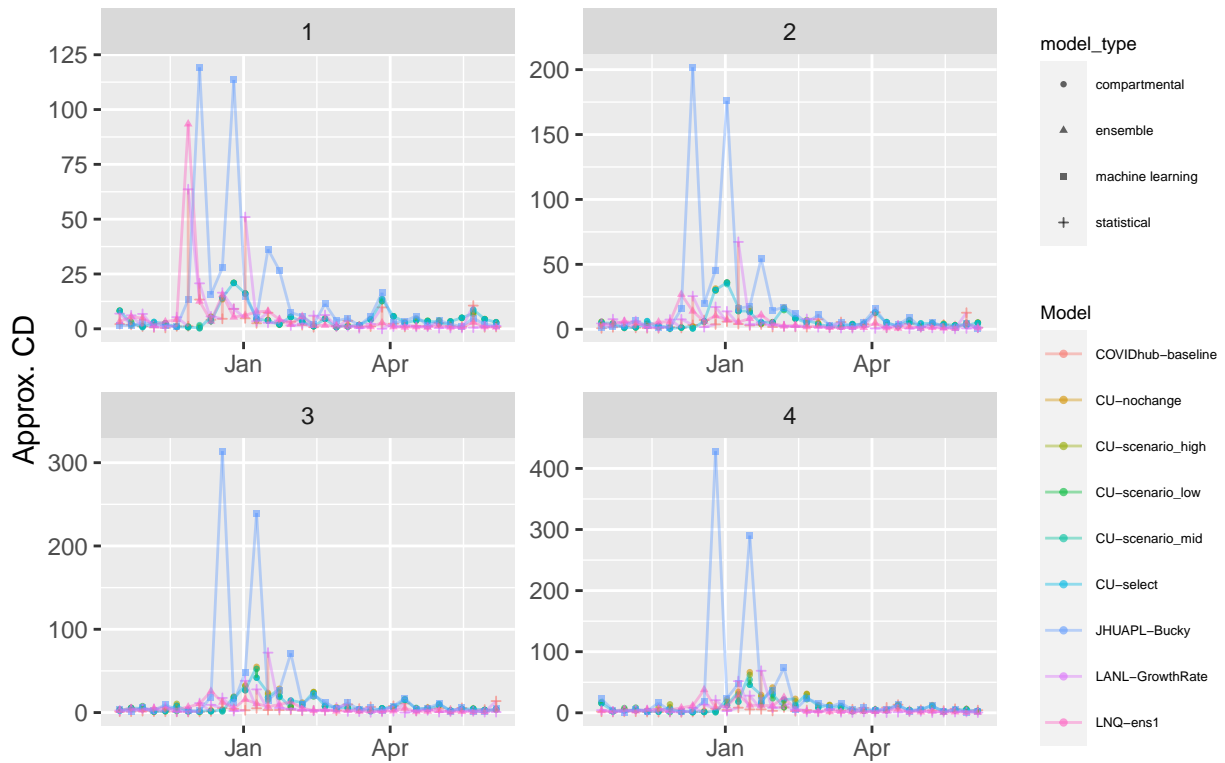 Approx. CD
1
125
100
75
50
25
0
Jan Apr
2
200
150
100
50
0
Jan Apr
3
300
200
100
0
Jan Apr
4
400
300
200
100
0
Jan Apr
model_type
compartmental
ensemble
machine learning
statistical
Model
COVIDhub−baseline
CU−nochange
CU−scenario_high
CU−scenario_low
CU−scenario_mid
CU−select
JHUAPL−Bucky
LANL−GrowthRate
LNQ−ens1